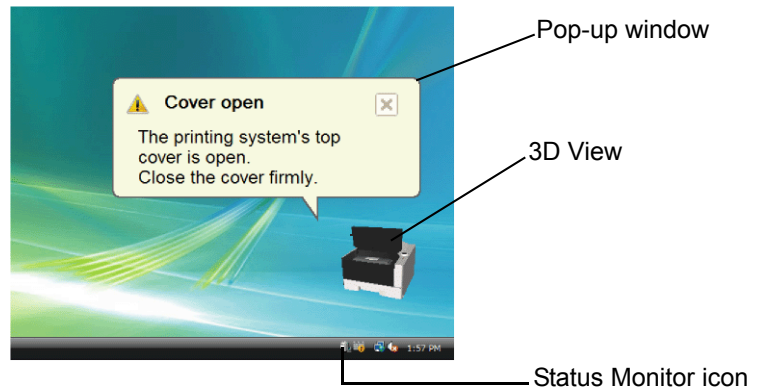 Pop-up window
Cover open
The printing system's top
cover is open.
Close the cover firmly.
3D View
1:57 PM
Status Monitor icon